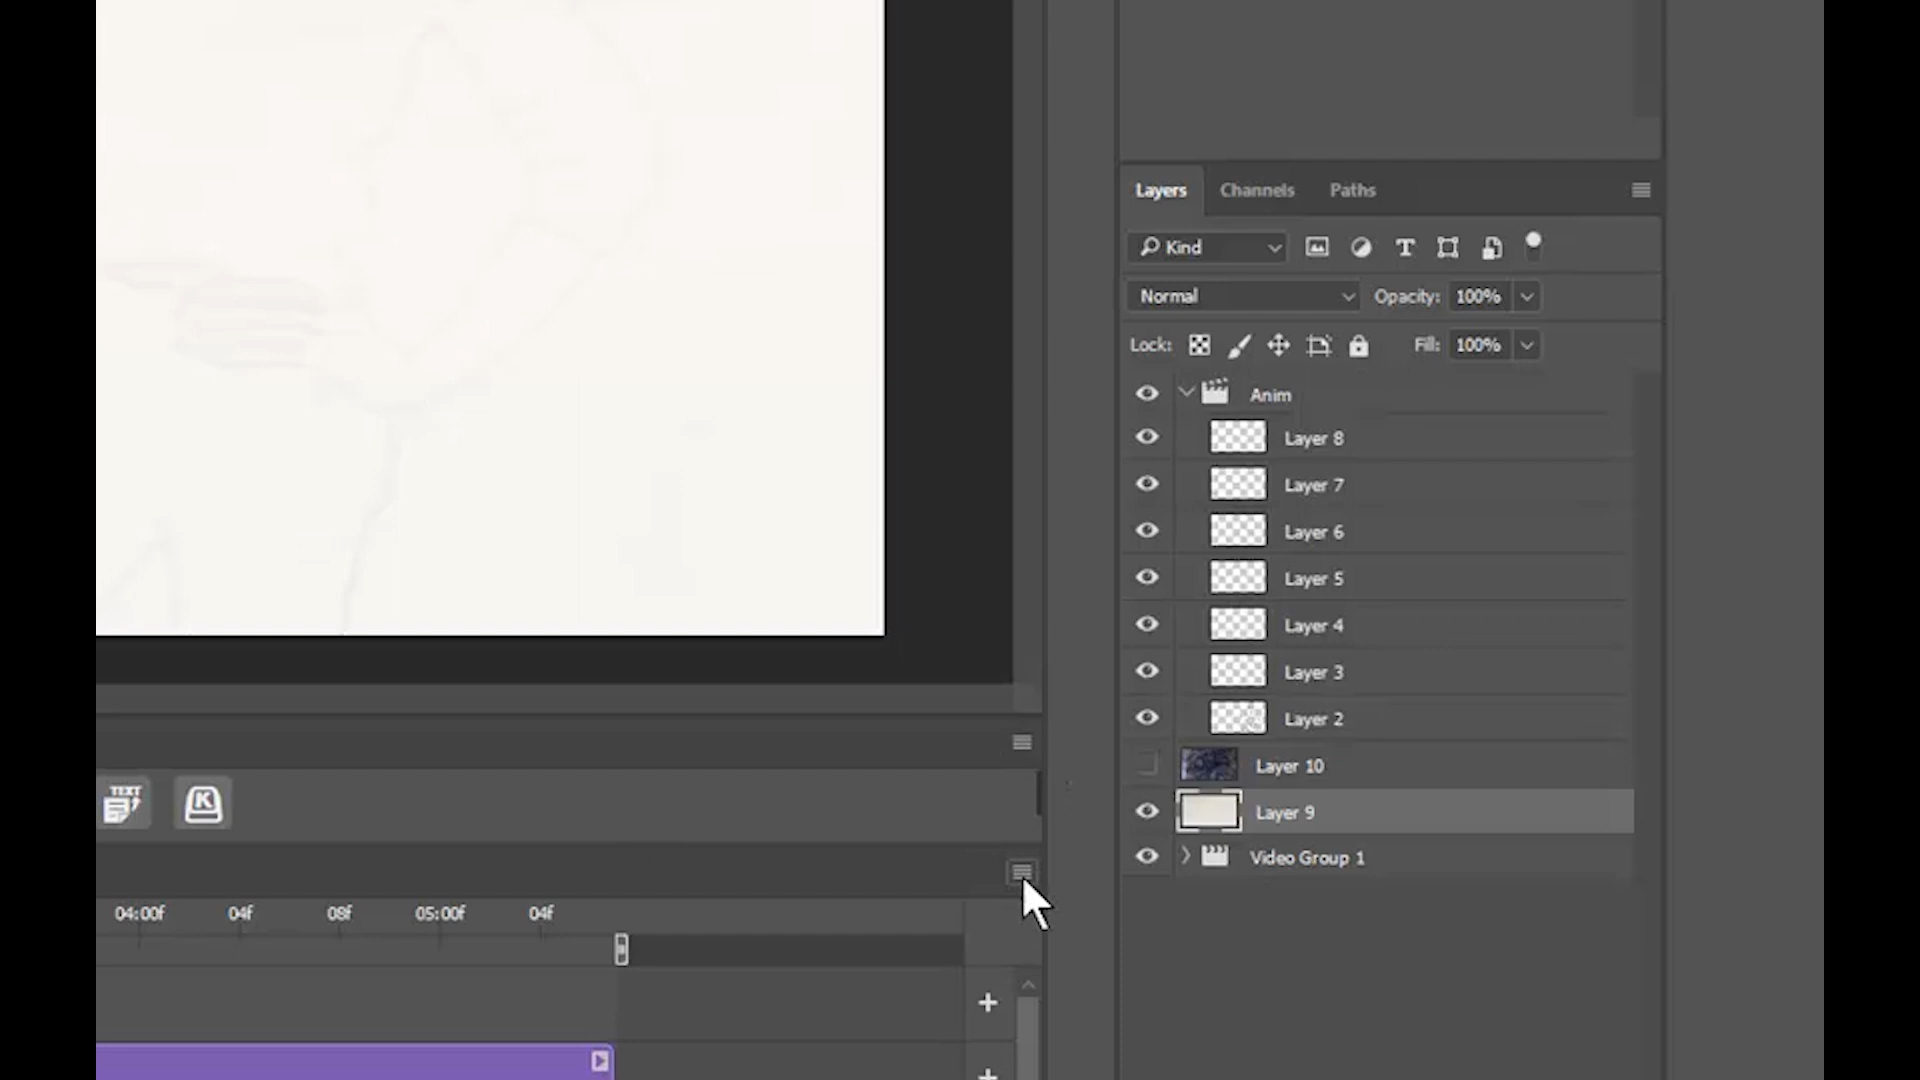 Layers Channels Paths
Kind
Normal Opacity: 100%
Lock: Fill: 100%
Anim
Layer 8
Layer 7
Layer 6
Layer 5
Layer 4
Layer 3
Layer 2
Layer 10
Layer 9
Video Group 1
TEXT
K
04:00f 04f 08f 05:00f 04f